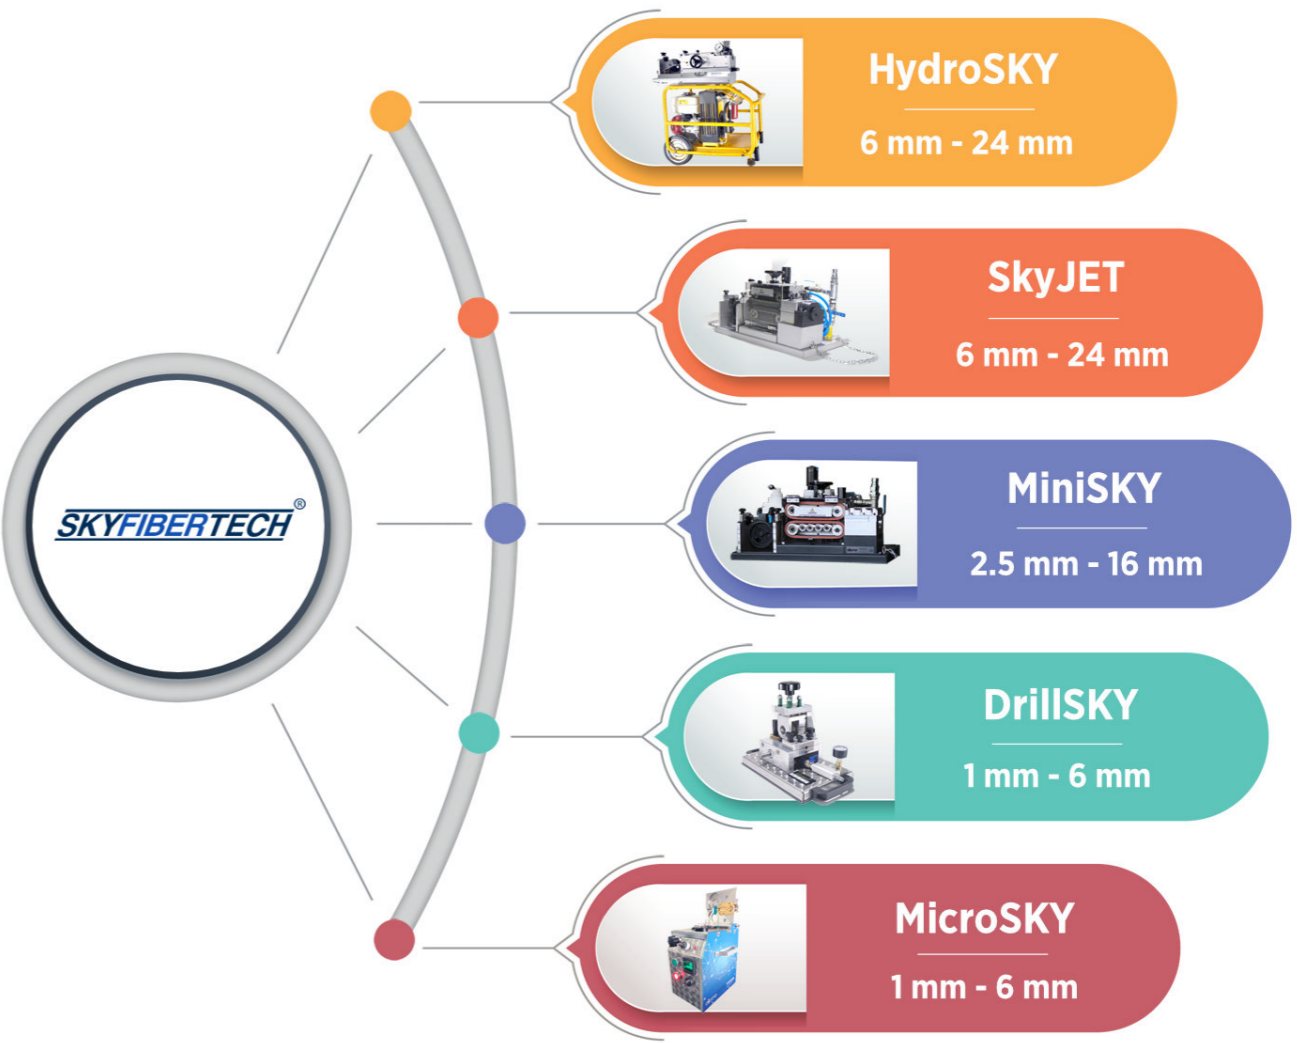 HydroSKY
6 mm - 24 mm
SkyJET
6 mm - 24 mm
SKYFIBERTECH®
MiniSKY
2.5 mm - 16 mm
DrillSKY
1 mm - 6 mm
MicroSKY
1 mm - 6 mm